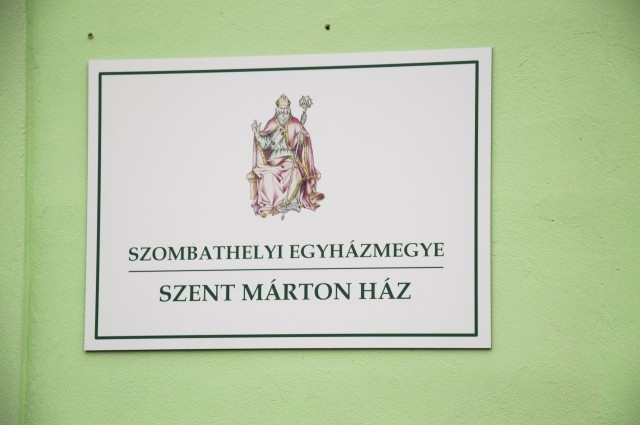 SZOMBATHELYI EGYHÁZMEGYE
SZENT MÁRTON HÁZ